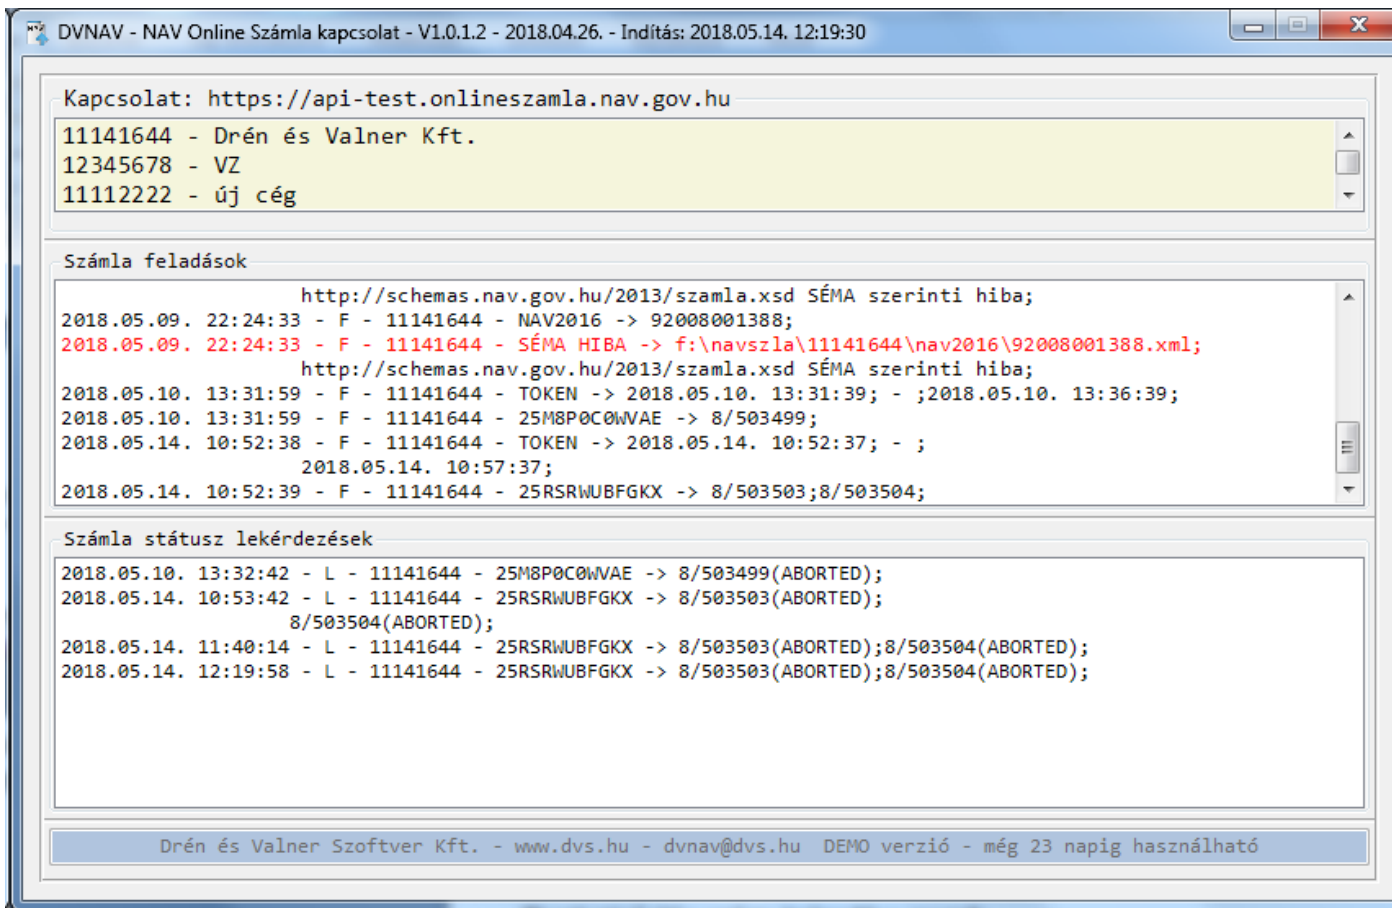 DVNAV - NAV Online Számla kapcsolat - V1.0.1.2 - 2018.04.26. - Indítás: 2018.05.14. 12:19:30
Kapcsolat: https://api-test.onlineszamla.nav.gov.hu
11141644 - Drén és Valner Kft.
12345678 - VZ
11112222 - új cég
Számla feladások
http://schemas.nav.gov.hu/2013/szamla.xsd SÉMA szerinti hiba;
2018.05.09. 22:24:33 - F - 11141644 - NAV2016 -> 92008001388;
2018.05.09. 22:24:33 - F - 11141644 - SÉMA HIBA -> f:\navszla\11141644\nav2016\92008001388.xml;
http://schemas.nav.gov.hu/2013/szamla.xsd SÉMA szerinti hiba;
2018.05.10. 13:31:59 - F - 11141644 - TOKEN -> 2018.05.10. 13:31:39; - ;2018.05.10. 13:36:39;
2018.05.10. 13:31:59 - F - 11141644 - 25M8P0C0WVAE -> 8/503499;
2018.05.14. 10:52:38 - F - 11141644 - TOKEN -> 2018.05.14. 10:52:37; - ;
2018.05.14. 10:57:37;
2018.05.14. 10:52:39 - F - 11141644 - 25RSRWUBFGKX -> 8/503503;8/503504;
Számla státusz lekérdezések
2018.05.10. 13:32:42 - L - 11141644 - 25M8P0C0WVAE -> 8/503499(ABORTED);
2018.05.14. 10:53:42 - L - 11141644 - 25RSRWUBFGKX -> 8/503503(ABORTED);
8/503504(ABORTED);
2018.05.14. 11:40:14 - L - 11141644 - 25RSRWUBFGKX -> 8/503503(ABORTED);8/503504(ABORTED);
2018.05.14. 12:19:58 - L - 11141644 - 25RSRWUBFGKX -> 8/503503(ABORTED);8/503504(ABORTED);
Drén és Valner Szoftver Kft. - www.dvs.hu - dvnav@dvs.hu  DEMO verzió - még 23 napig használható